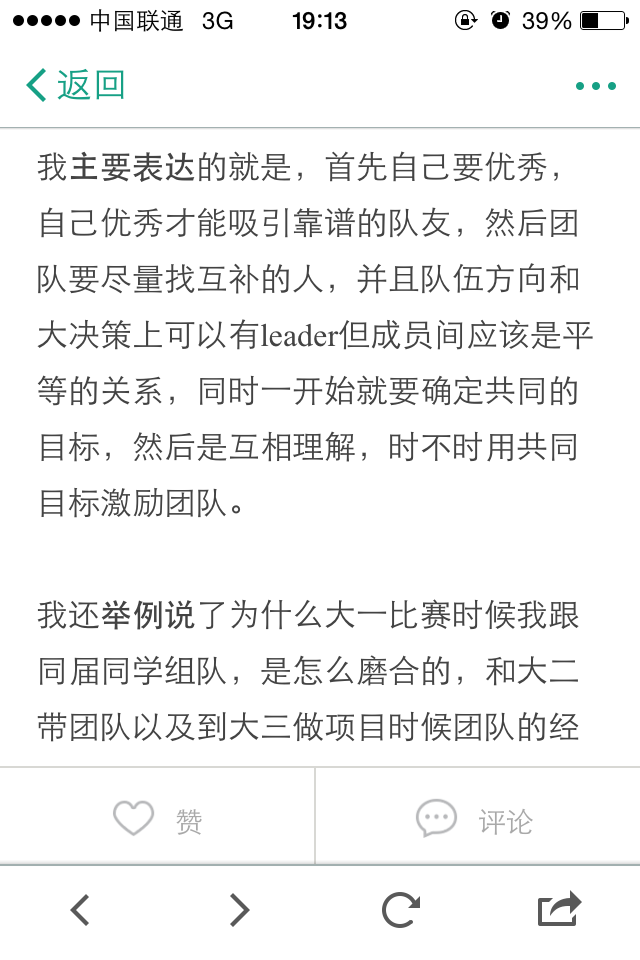 中国联通 3G 19:13 39%
返回
我主要表达的就是，首先自己要优秀，
自己优秀才能吸引靠谱的队友，然后团
队要尽量找互补的人，并且队伍方向和
大决策上可以有leader但成员间应该是平
等的关系，同时一开始就要确定共同的
目标，然后是互相理解，时不时用共同
目标激励团队。
我还举例说了为什么大一比赛时候我跟
同届同学组队，是怎么磨合的，和大二
带团队以及到大三做项目时候团队的经
赞 评论